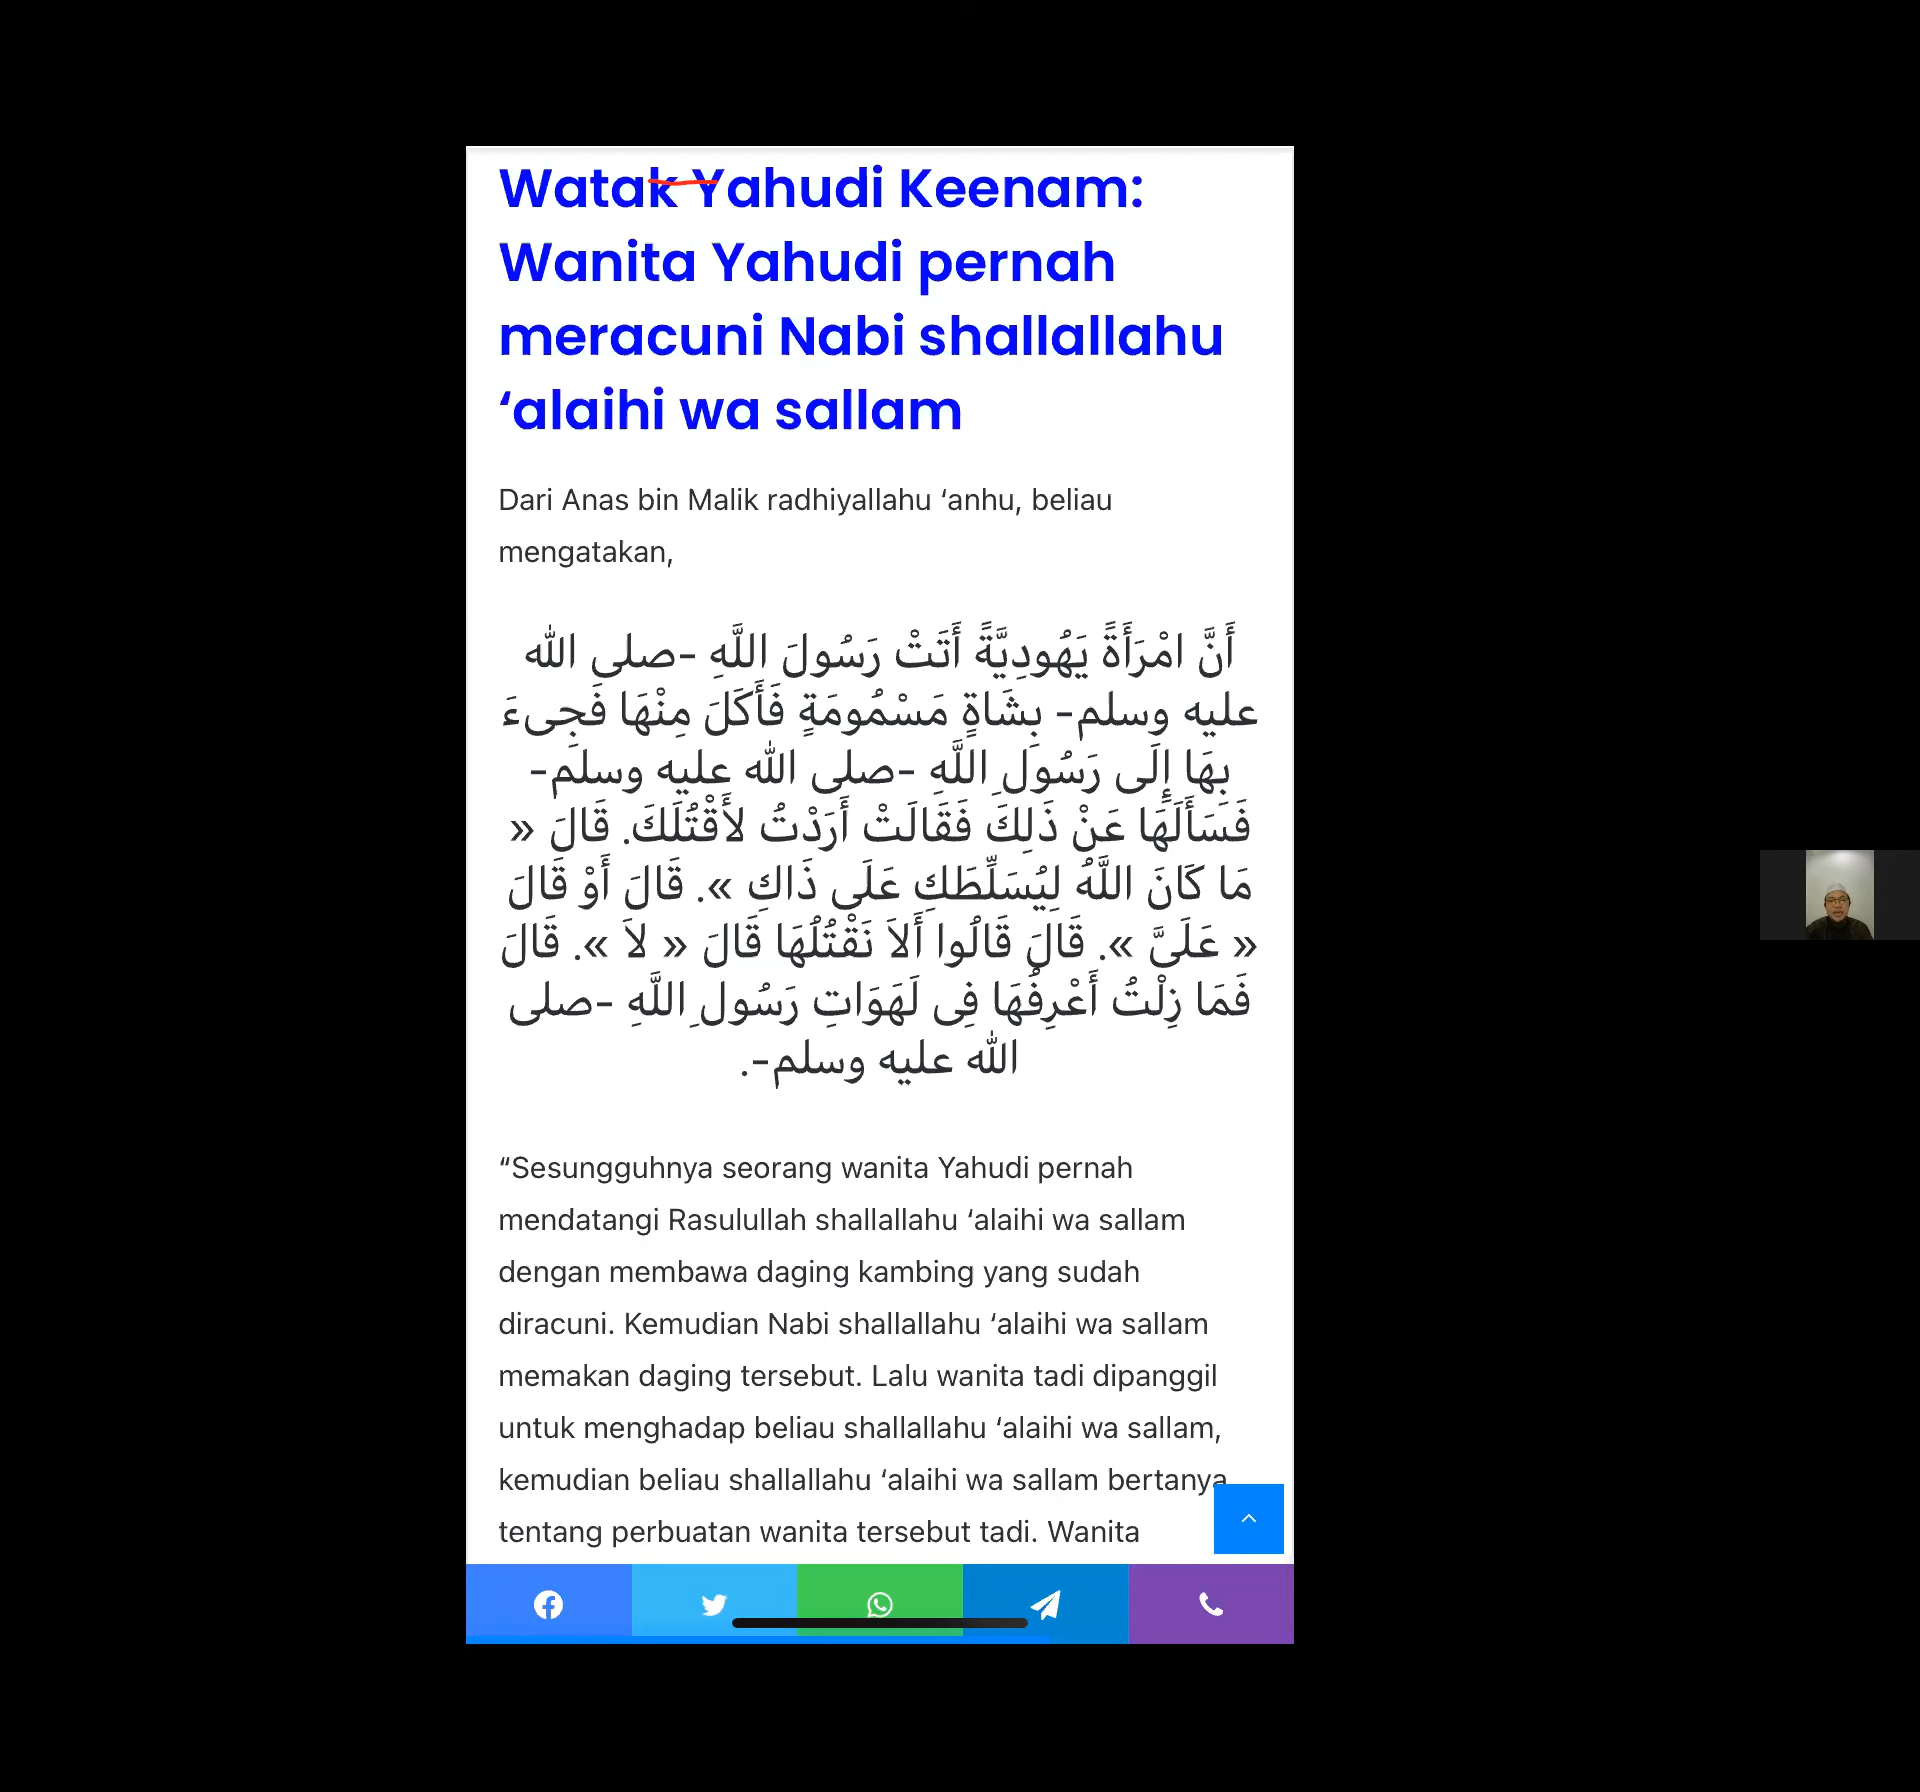 Watak Yahudi Keenam:
Wanita Yahudi pernah
meracuni Nabi shallallahu
‘alaihi wa sallam
Dari Anas bin Malik radhiyallahu ‘anhu, beliau
mengatakan,
أَنَّ امْرَأَةً يَهُودِيَّةً أَتَتْ رَسُولَ اللَّهِ -صلى الله
عليه وسلم- بِشَاةٍ مَسْمُومَةٍ فَأَكَلَ مِنْهَا فَجِىءَ
بِهَا إِلَى رَسُولِ اللَّهِ -صلى الله عليه وسلم-
فَسَأَلَهَا عَنْ ذَلِكَ فَقَالَتْ أَرَدْتُ لأَقْتُلَكَ. قَالَ «
مَا كَانَ اللَّهُ لِيُسَلِّطَكِ عَلَى ذَاكِ ». قَالَ أَوْ قَالَ
« عَلَىَّ ». قَالَ قَالُوا أَلاَ نَقْتُلُهَا قَالَ « لاَ ». قَالَ
فَمَا زِلْتُ أَعْرِفُهَا فِى لَهَوَاتِ رَسُولِ اللَّهِ -صلى
الله عليه وسلم-.
“Sesungguhnya seorang wanita Yahudi pernah
mendatangi Rasulullah shallallahu ‘alaihi wa sallam
dengan membawa daging kambing yang sudah
diracuni. Kemudian Nabi shallallahu ‘alaihi wa sallam
memakan daging tersebut. Lalu wanita tadi dipanggil
untuk menghadap beliau shallallahu ‘alaihi wa sallam,
kemudian beliau shallallahu ‘alaihi wa sallam bertanya
tentang perbuatan wanita tersebut tadi. Wanita